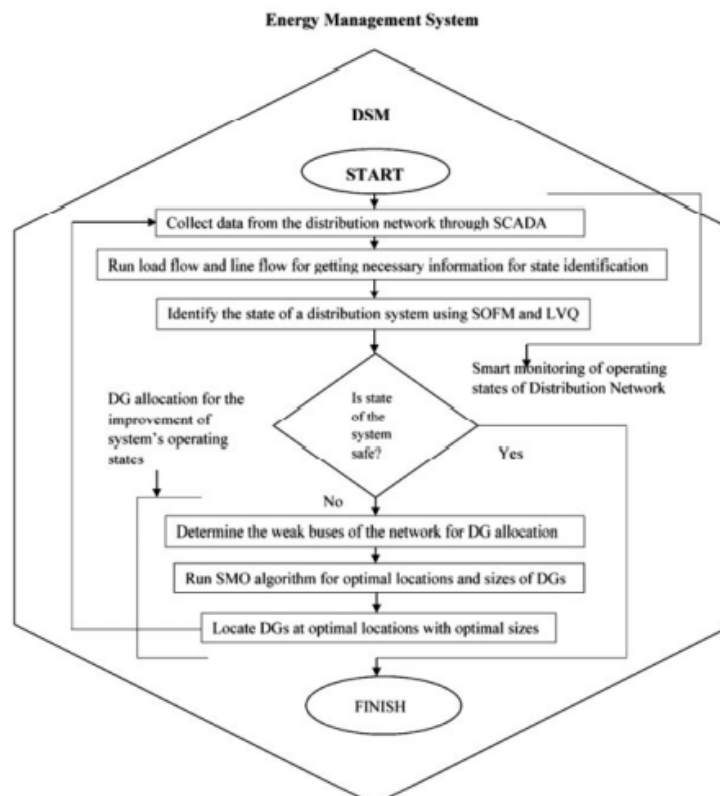 Energy Management System
DSM
START
Collect data from the distribution network through SCADA
Run load flow and line flow for getting necessary information for state identification
Identify the state of a distribution system using SOFM and LVQ
Smart monitoring of operating
states of Distribution Network
DG allocation for the
improvement of
system's operating
states
Is state
of the
system
safe?
Yes
No
Determine the weak buses of the network for DG allocation
Run SMO algorithm for optimal locations and sizes of DGs
Locate DGs at optimal locations with optimal sizes
FINISH